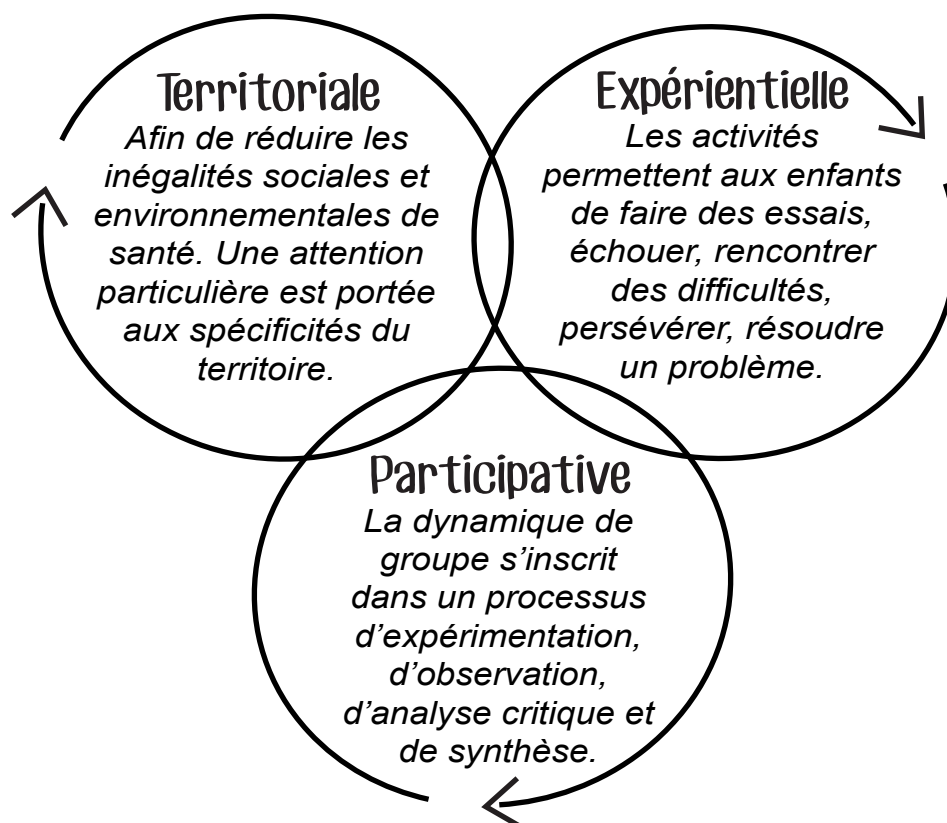 Territoriale
Afin de réduire les
inégalités sociales et
environnementales de
santé. Une attention
particulière est portée
aux spécificités du
territoire.
Expérientielle
Les activités
permettent aux enfants
de faire des essais,
échouer, rencontrer
des difficultés,
persévérer, résoudre
un problème.
Participative
La dynamique de
groupe s’inscrit
dans un processus
d’expérimentation,
d’observation,
d’analyse critique et
de synthèse.